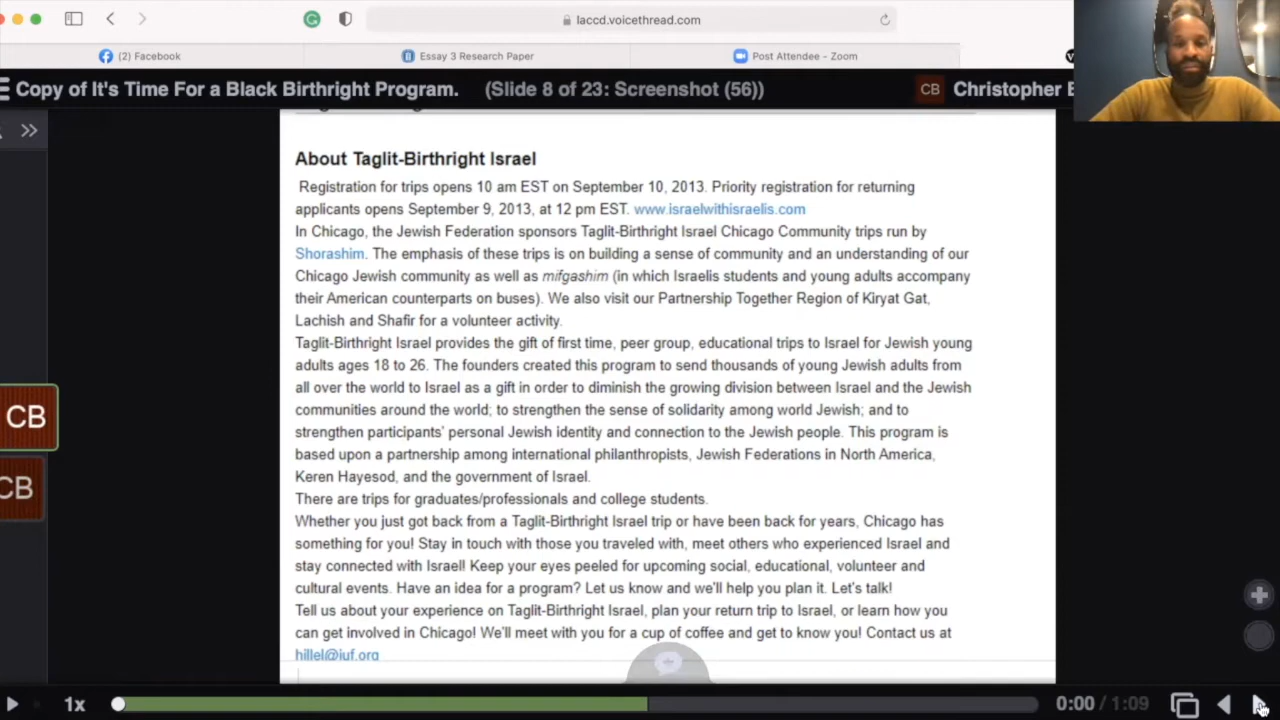 laccd.voicethread.com
(2) Facebook
Essay 3 Research Paper
Post Attendee - Zoom
Copy of It's Time For a Black Birthright Program. (Slide 8 of 23: Screenshot (56))
CB
Christopher
About Taglit-Birthright Israel
Registration for trips opens 10 am EST on September 10, 2013. Priority registration for returning
applicants opens September 9, 2013, at 12 pm EST. www.israelwithisraelis.com
In Chicago, the Jewish Federation sponsors Taglit-Birthright Israel Chicago Community trips run by
Shorashim. The emphasis of these trips is on building a sense of community and an understanding of our
Chicago Jewish community as well as mifgashim (in which Israelis students and young adults accompany
their American counterparts on buses). We also visit our Partnership Together Region of Kiryat Gat,
Lachish and Shafir for a volunteer activity.
Taglit-Birthright Israel provides the gift of first time, peer group, educational trips to Israel for Jewish young
adults ages 18 to 26. The founders created this program to send thousands of young Jewish adults from
all over the world to Israel as a gift in order to diminish the growing division between Israel and the Jewish
communities around the world; to strengthen the sense of solidarity among world Jewish; and to
strengthen participants' personal Jewish identity and connection to the Jewish people. This program is
based upon a partnership among international philanthropists, Jewish Federations in North America,
Keren Hayesod, and the government of Israel.
There are trips for graduates/professionals and college students.
Whether you just got back from a Taglit-Birthright Israel trip or have been back for years, Chicago has
something for you! Stay in touch with those you traveled with, meet others who experienced Israel and
stay connected with Israel! Keep your eyes peeled for upcoming social, educational, volunteer and
cultural events. Have an idea for a program? Let us know and we'll help you plan it. Let's talk!
Tell us about your experience on Taglit-Birthright Israel, plan your return trip to Israel, or learn how you
can get involved in Chicago! We'll meet with you for a cup of coffee and get to know you! Contact us at
hillel@juf.org
CB
CB
1x
0:00 / 1:09